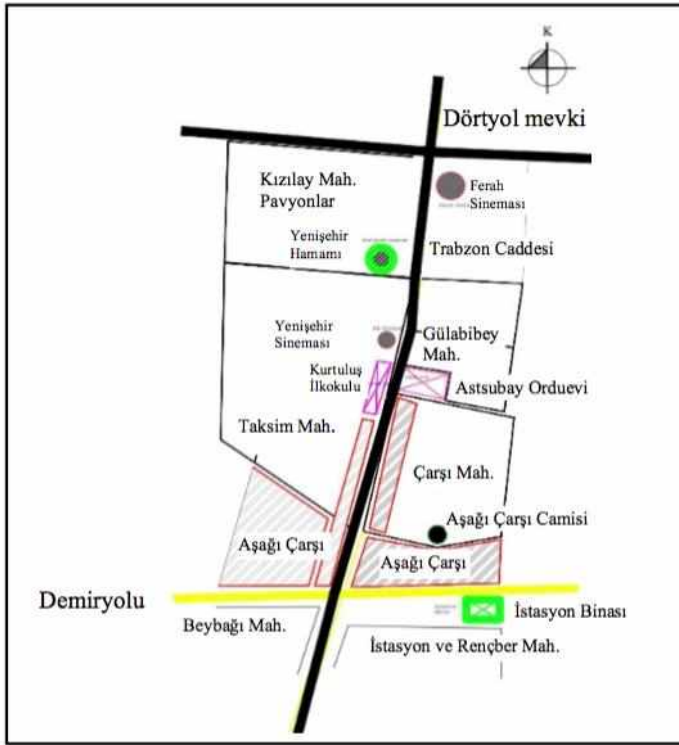 K
Dörtyol mevki
Kızılay Mah.
Pavyonlar
Ferah
Sineması
Yenişehir
Hamamı
Trabzon Caddesi
Yenişehir
Sineması
Gülabibey
Mah.
Kurtuluş
İlkokulu
Astsubay Orduevi
Taksim Mah.
Çarşı Mah.
Aşağı Çarşı Camisi
Aşağı Çarşı
Aşağı Çarşı
Demiryolu
İstasyon Binası
Beybağı Mah.
İstasyon ve Rençber Mah.